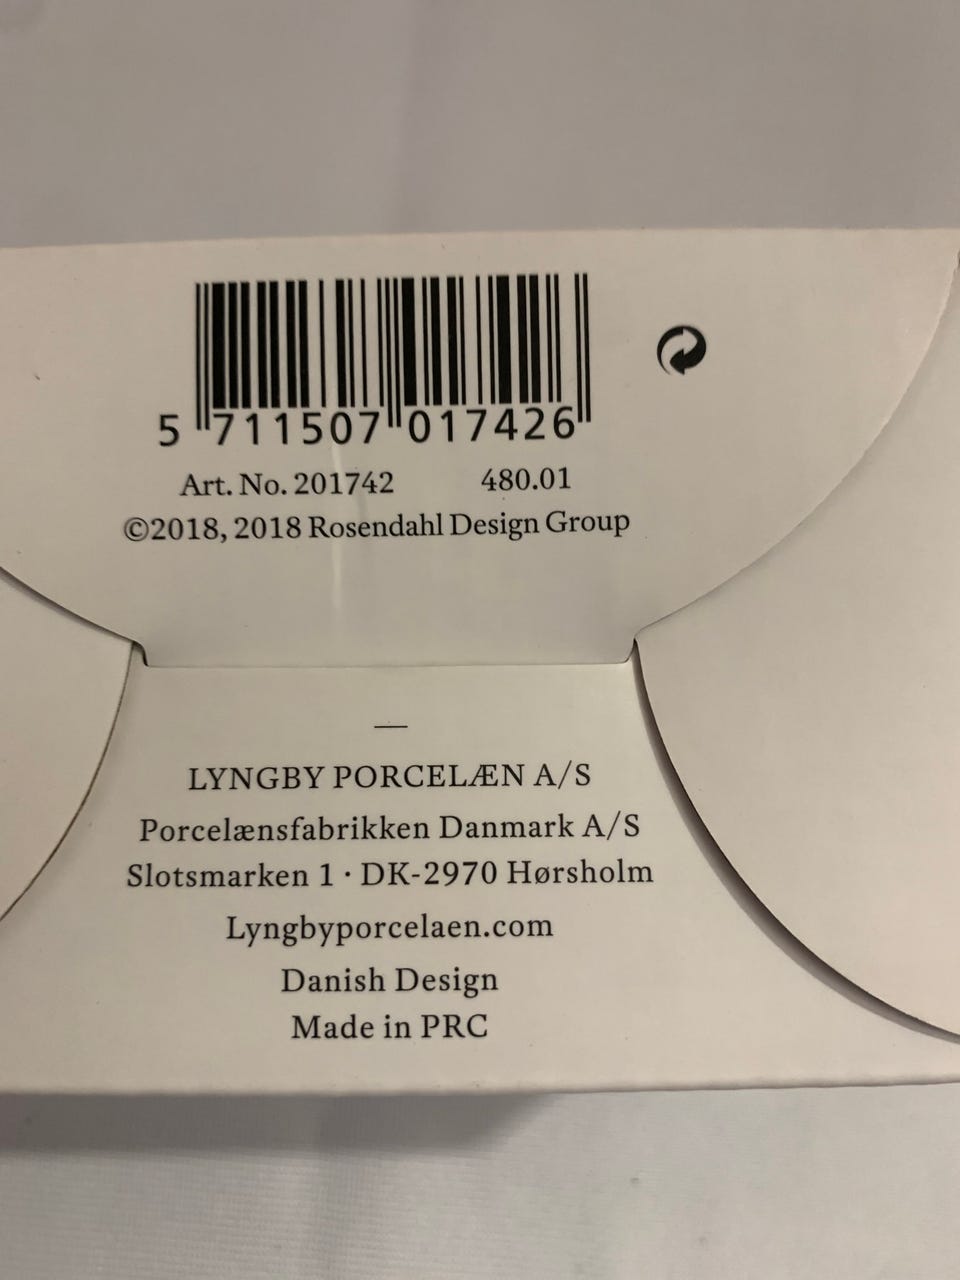 5 711507 017426
Art. No. 201742 480.01
©2018, 2018 Rosendahl Design Group
—
LYNGBY PORCELÆN A/S
Porcelænsfabrikken Danmark A/S
Slotsmarken 1 · DK-2970 Hørsholm
Lyngbyporcelaen.com
Danish Design
Made in PRC